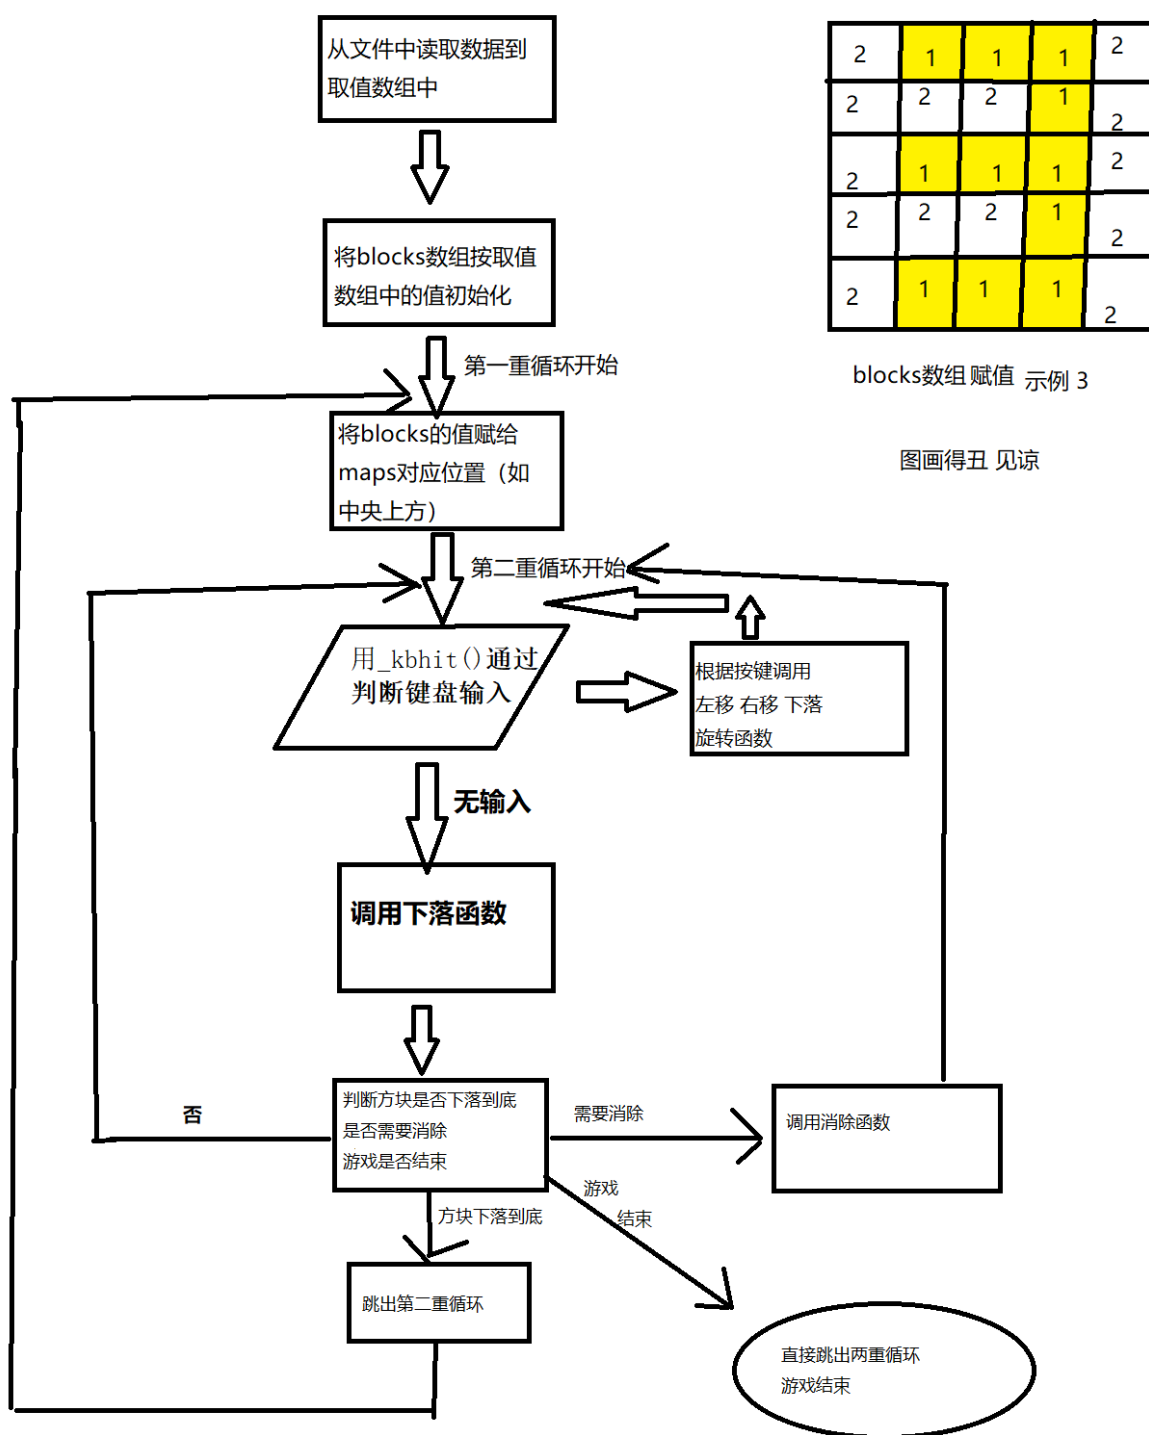 从文件中读取数据到
取值数组中
2 1 1 1 2
2 2 2 1 2
2 1 1 1 2
2 2 2 1 2
2 1 1 1 2
将blocks数组按取值
数组中的值初始化
第一重循环开始
blocks数组 赋值 示例 3
将blocks的值赋给
maps对应位置（如
中央上方）
图画得丑 见谅
第二重循环开始
用_kbhit()通过
判断键盘输入
根据按键调用
左移 右移 下落
旋转函数
无输入
调用下落函数
否
判断方块是否下落到底
是否需要消除
游戏是否结束
需要消除
调用消除函数
游戏
结束
方块下落到底
跳出第二重循环
直接跳出两重循环
游戏结束